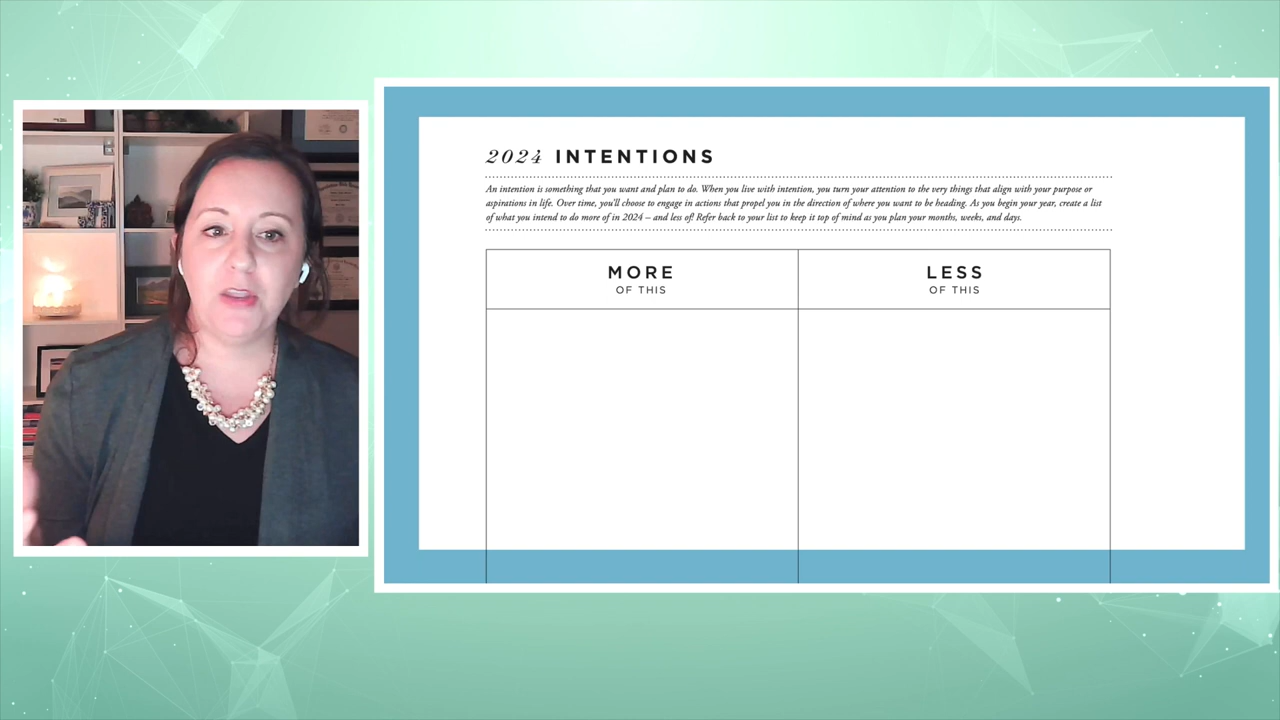 2024 INTENTIONS
An intention is something that you want and plan to do. When you live with intention, you turn your attention to the very things that align with your purpose or
aspirations in life. Over time, you'll choose to engage in actions that propel you in the direction of where you want to be heading. As you begin your year, create a list
of what you intend to do more of in 2024 – and less of! Refer back to your list to keep it top of mind as you plan your months, weeks, and days.
MORE
OF THIS
LESS
OF THIS